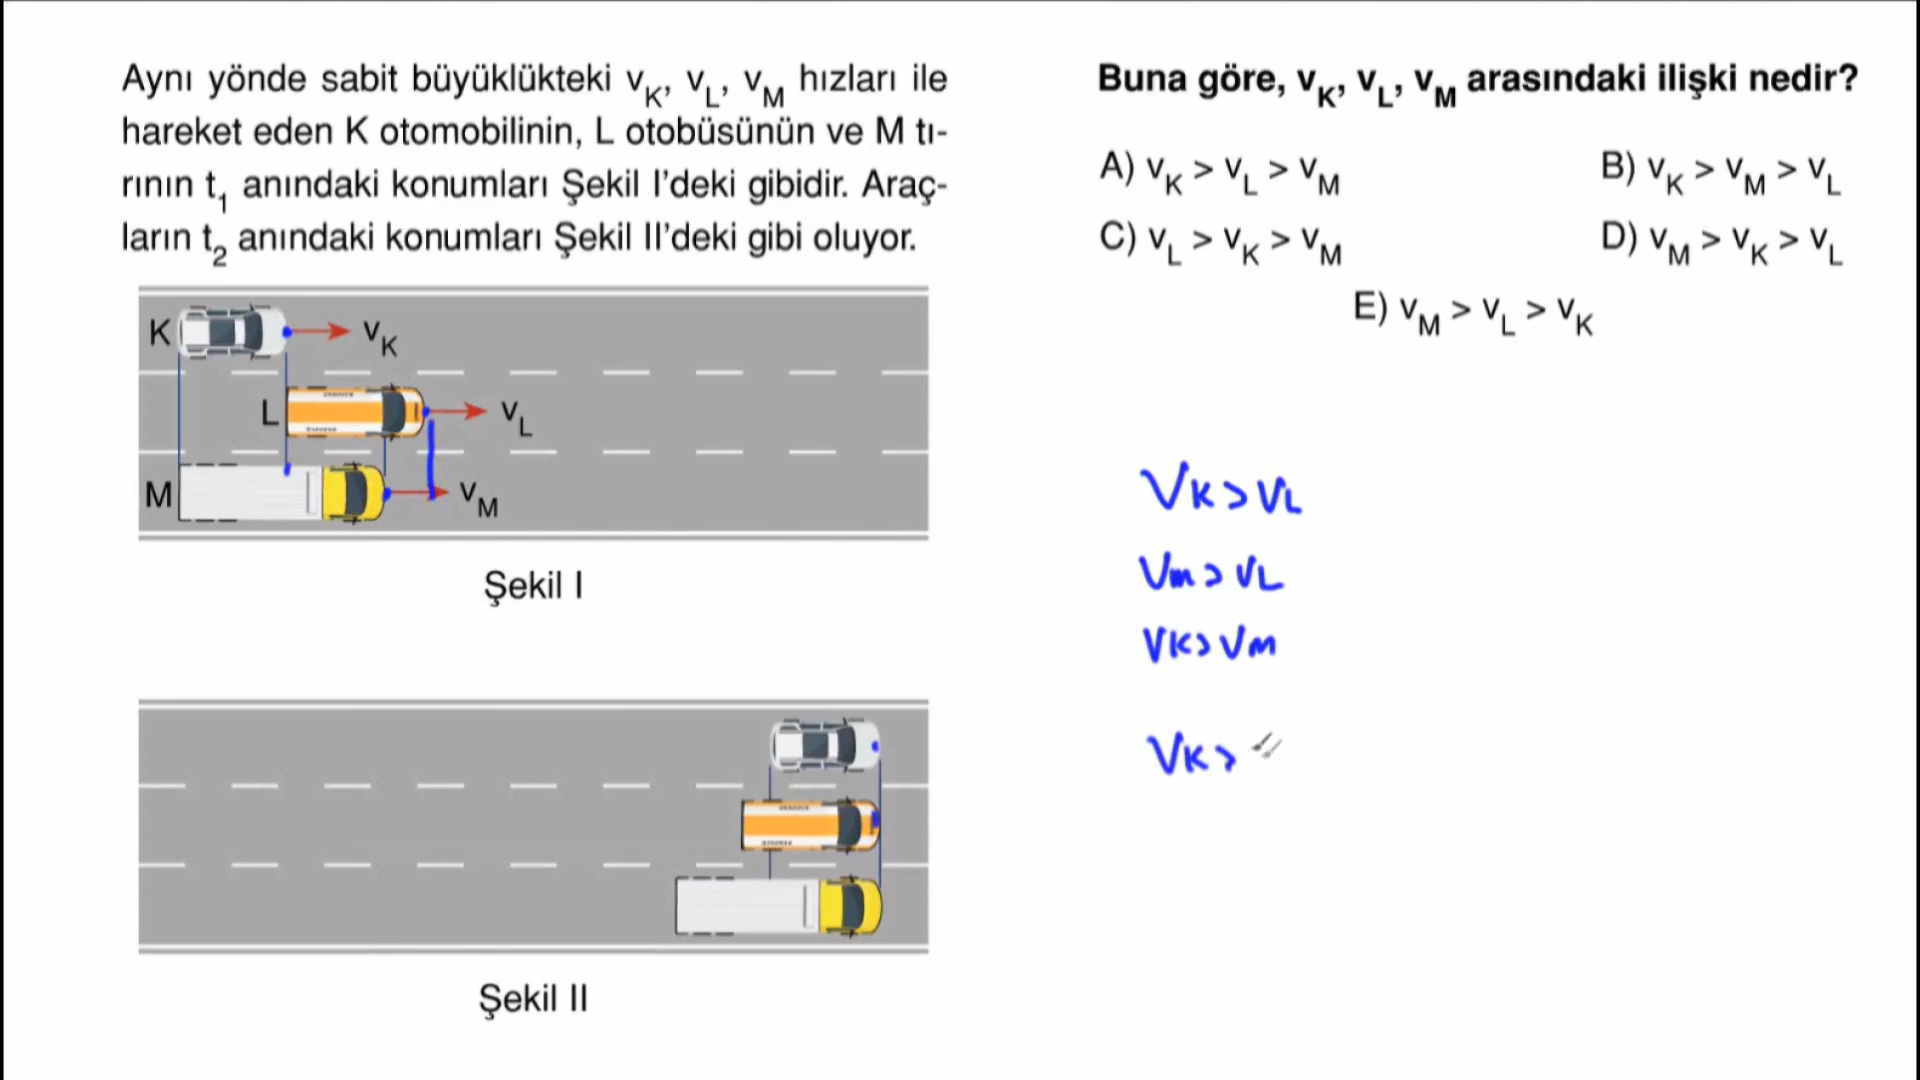 Aynı yönde sabit büyüklükteki vK, vL, vM hızları ile
hareket eden K otomobilinin, L otobüsünün ve M tı-
rının t1 anındaki konumları Şekil I'deki gibidir. Araç-
ların t2 anındaki konumları Şekil II'deki gibi oluyor.
K vK
L vL
M vM
Şekil I
Şekil II
Buna göre, vK, vL, vM arasındaki ilişki nedir?
A) vK > vL > vM B) vK > vM > vL
C) vL > vK > vM D) vM > vK > vL
E) vM > vL > vK
VK > VL
Vm > VL
VK > Vm
VK >